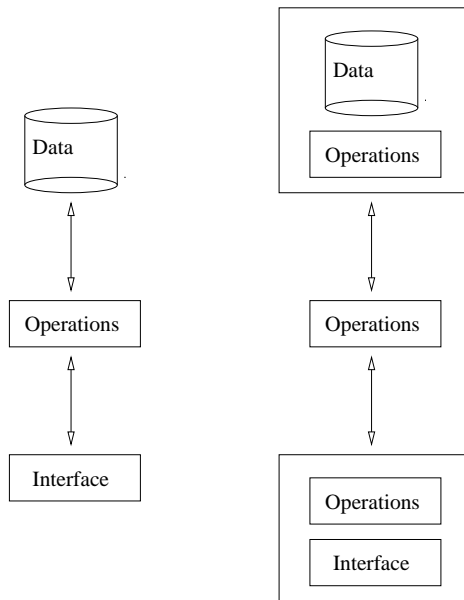 Data
Operations
Interface
Data
Operations
Operations
Operations
Interface